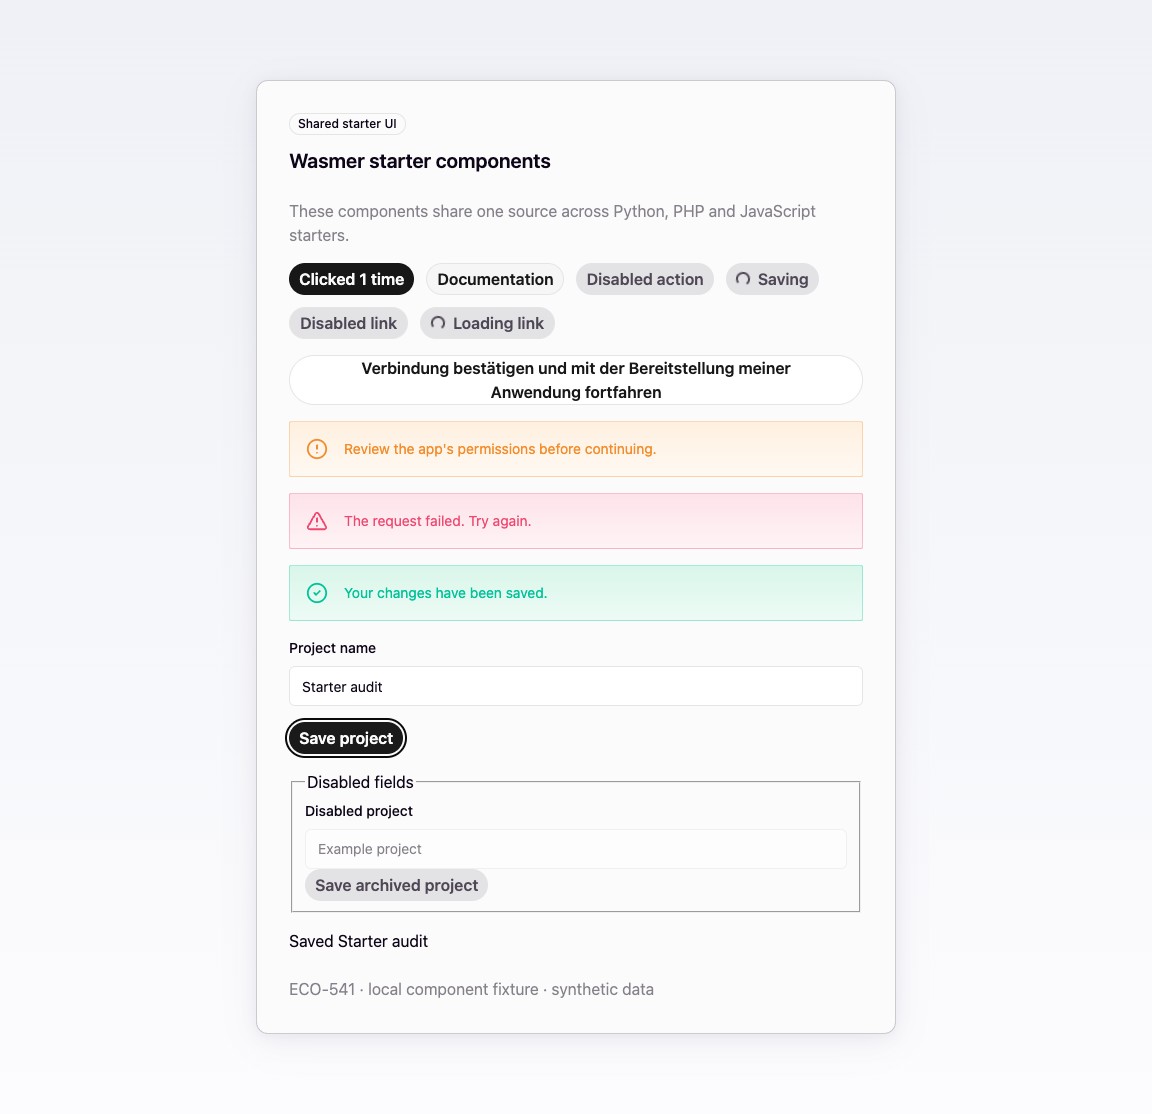 Shared starter UI
Wasmer starter components
These components share one source across Python, PHP and JavaScript
starters.
Clicked 1 time Documentation Disabled action Saving
Disabled link Loading link
Verbindung bestätigen und mit der Bereitstellung meiner
Anwendung fortfahren
Review the app's permissions before continuing.
The request failed. Try again.
Your changes have been saved.
Project name
Starter audit
Save project
Disabled fields
Disabled project
Example project
Save archived project
Saved Starter audit
ECO-541 · local component fixture · synthetic data